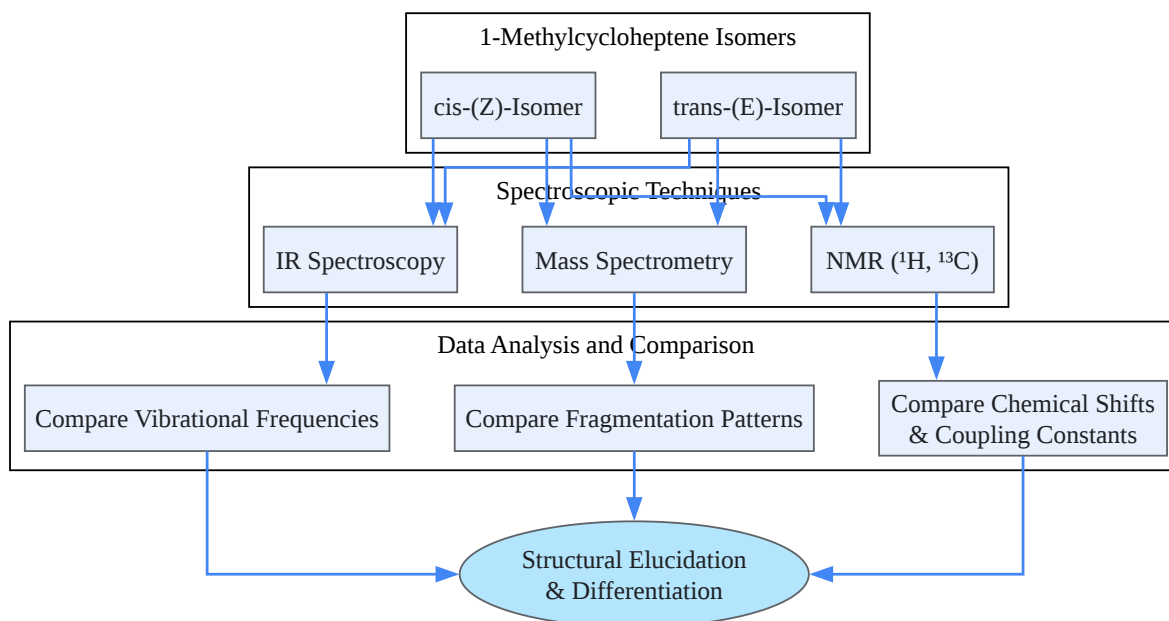 1-Methylcycloheptene Isomers
cis-(Z)-Isomer
trans-(E)-Isomer
Spectroscopic Techniques
IR Spectroscopy
Mass Spectrometry
NMR (¹H, ¹³C)
Data Analysis and Comparison
Compare Vibrational Frequencies
Compare Fragmentation Patterns
Compare Chemical Shifts
& Coupling Constants
Structural Elucidation
& Differentiation